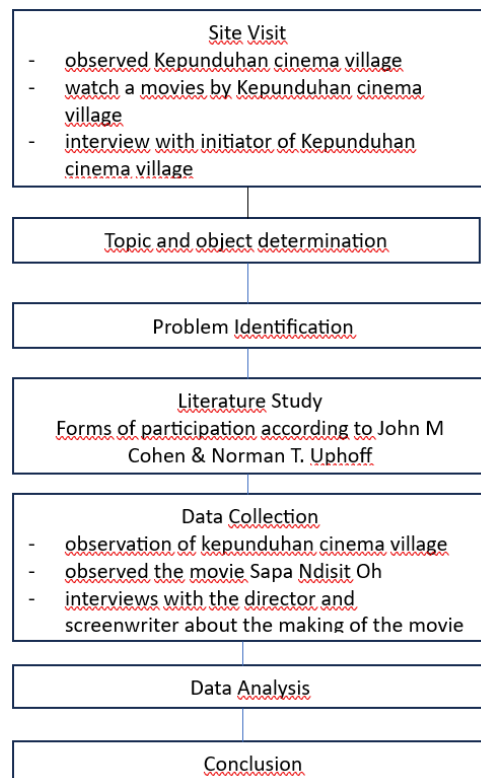 Site Visit
- observed Kepunduhan cinema village
- watch a movies by Kepunduhan cinema
village
- interview with initiator of Kepunduhan
cinema village
Topic and object determination
Problem Identification
Literature Study
Forms of participation according to John M
Cohen & Norman T. Uphoff
Data Collection
- observation of kepunduhan cinema village
- observed the movie Sapa Ndisit Oh
- interviews with the director and
screenwriter about the making of the movie
Data Analysis
Conclusion